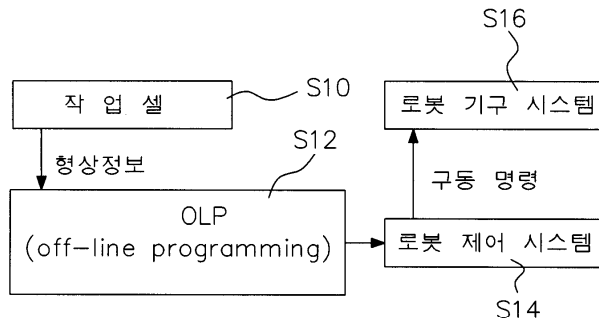 S16
작 업 셀
S10
로봇 기구 시스템
형상정보
S12
구동 명령
OLP
(off-line programming)
로봇 제어 시스템
S14